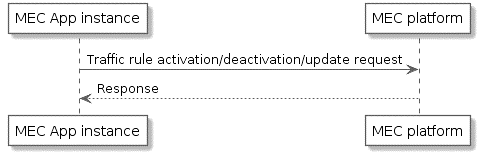 MEC App instance
MEC platform
Traffic rule activation/deactivation/update request
Response
MEC App instance
MEC platform